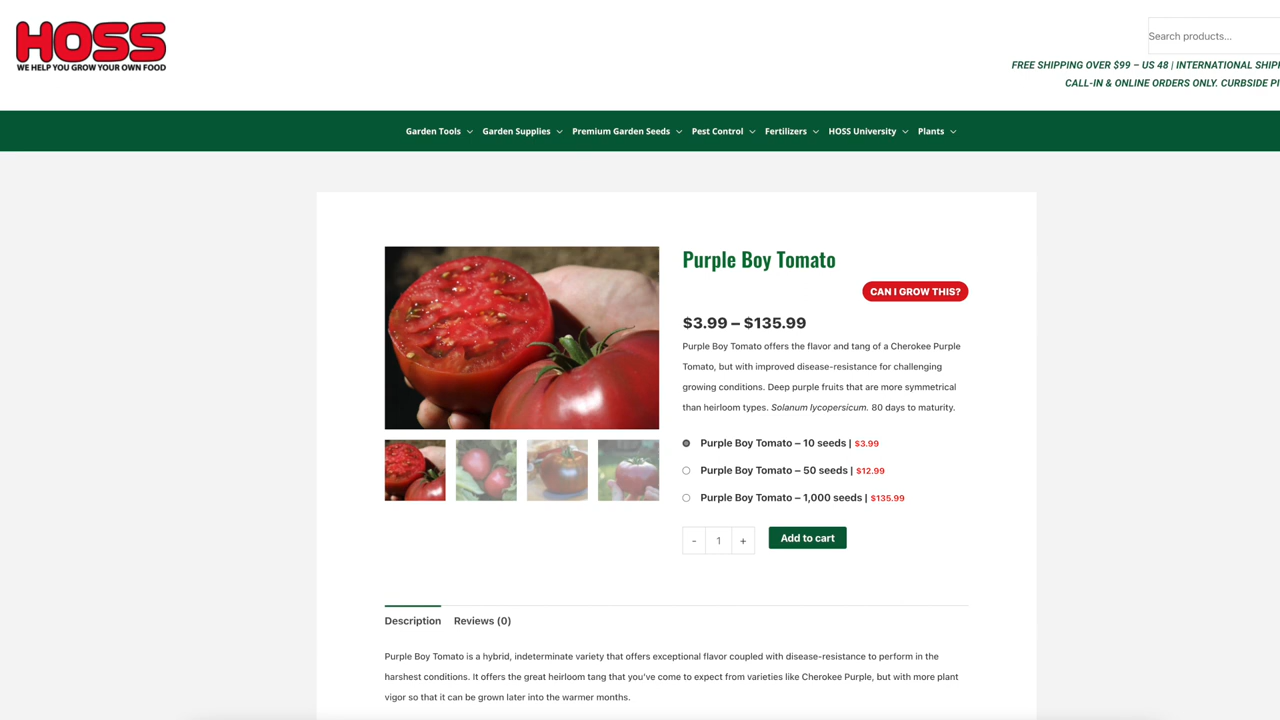 HOSS
WE HELP YOU GROW YOUR OWN FOOD
Search products...
FREE SHIPPING OVER $99 – US 48 | INTERNATIONAL
CALL-IN & ONLINE ORDERS ONLY. CURBSIDE
Garden Tools Garden Supplies Premium Garden Seeds Pest Control Fertilizers HOSS University Plants
Purple Boy Tomato
CAN I GROW THIS?
$3.99 – $135.99
Purple Boy Tomato offers the flavor and tang of a Cherokee Purple
Tomato, but with improved disease-resistance for challenging
growing conditions. Deep purple fruits that are more symmetrical
than heirloom types. Solanum lycopersicum. 80 days to maturity.
Purple Boy Tomato – 10 seeds | $3.99
Purple Boy Tomato – 50 seeds | $12.99
Purple Boy Tomato – 1,000 seeds | $135.99
- 1 + Add to cart
Description Reviews (0)
Purple Boy Tomato is a hybrid, indeterminate variety that offers exceptional flavor coupled with disease-resistance to perform in the
harshest conditions. It offers the great heirloom tang that you've come to expect from varieties like Cherokee Purple, but with more plant
vigor so that it can be grown later into the warmer months.